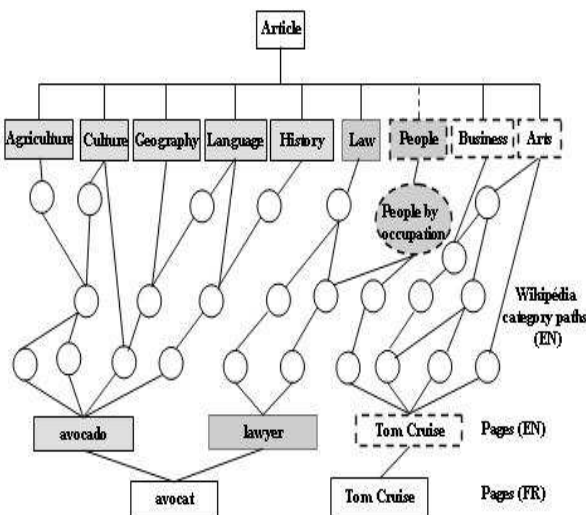 Article
Agriculture Culture Geography Language History Law People Business Arts
People by
occupation
Wikipédia
category paths
(EN)
avocado lawyer Tom Cruise Pages (EN)
avocat Tom Cruise Pages (FR)